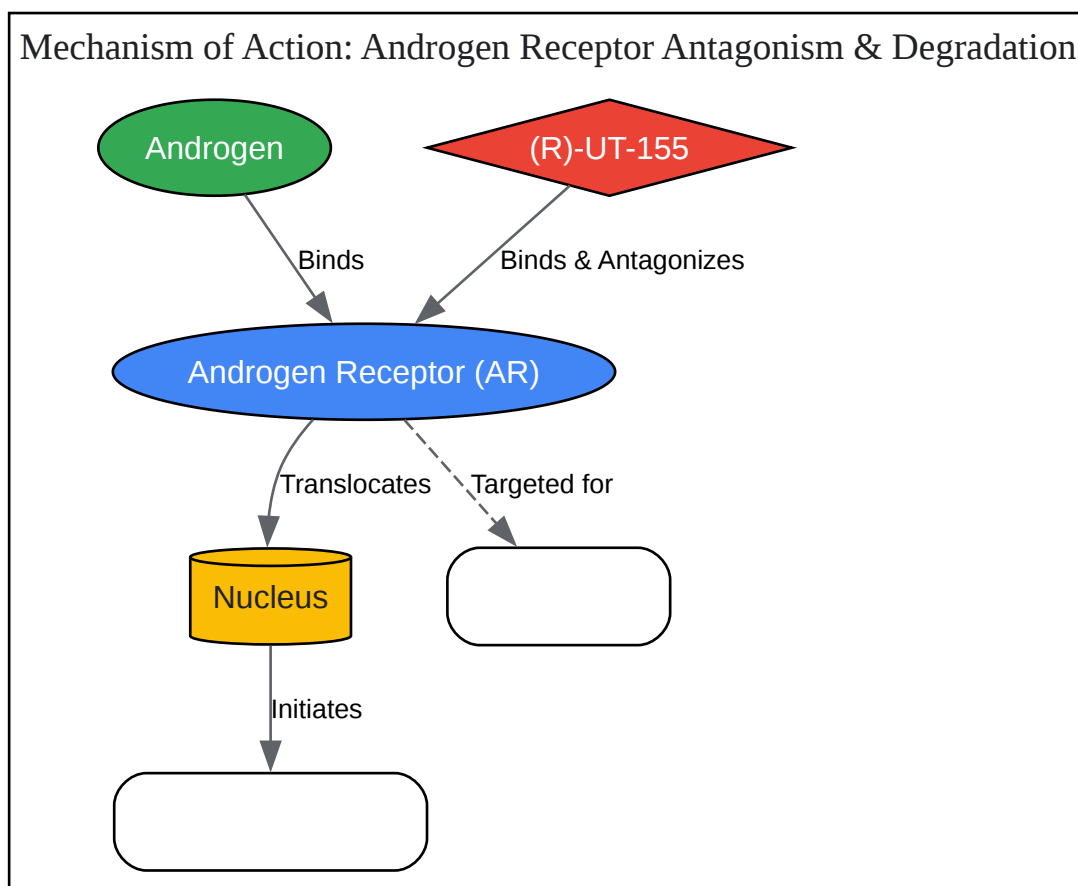 Mechanism of Action: Androgen Receptor Antagonism & Degradation
Androgen
(R)-UT-155
Binds
Binds & Antagonizes
Androgen Receptor (AR)
Translocates
Targeted for
Nucleus
Initiates